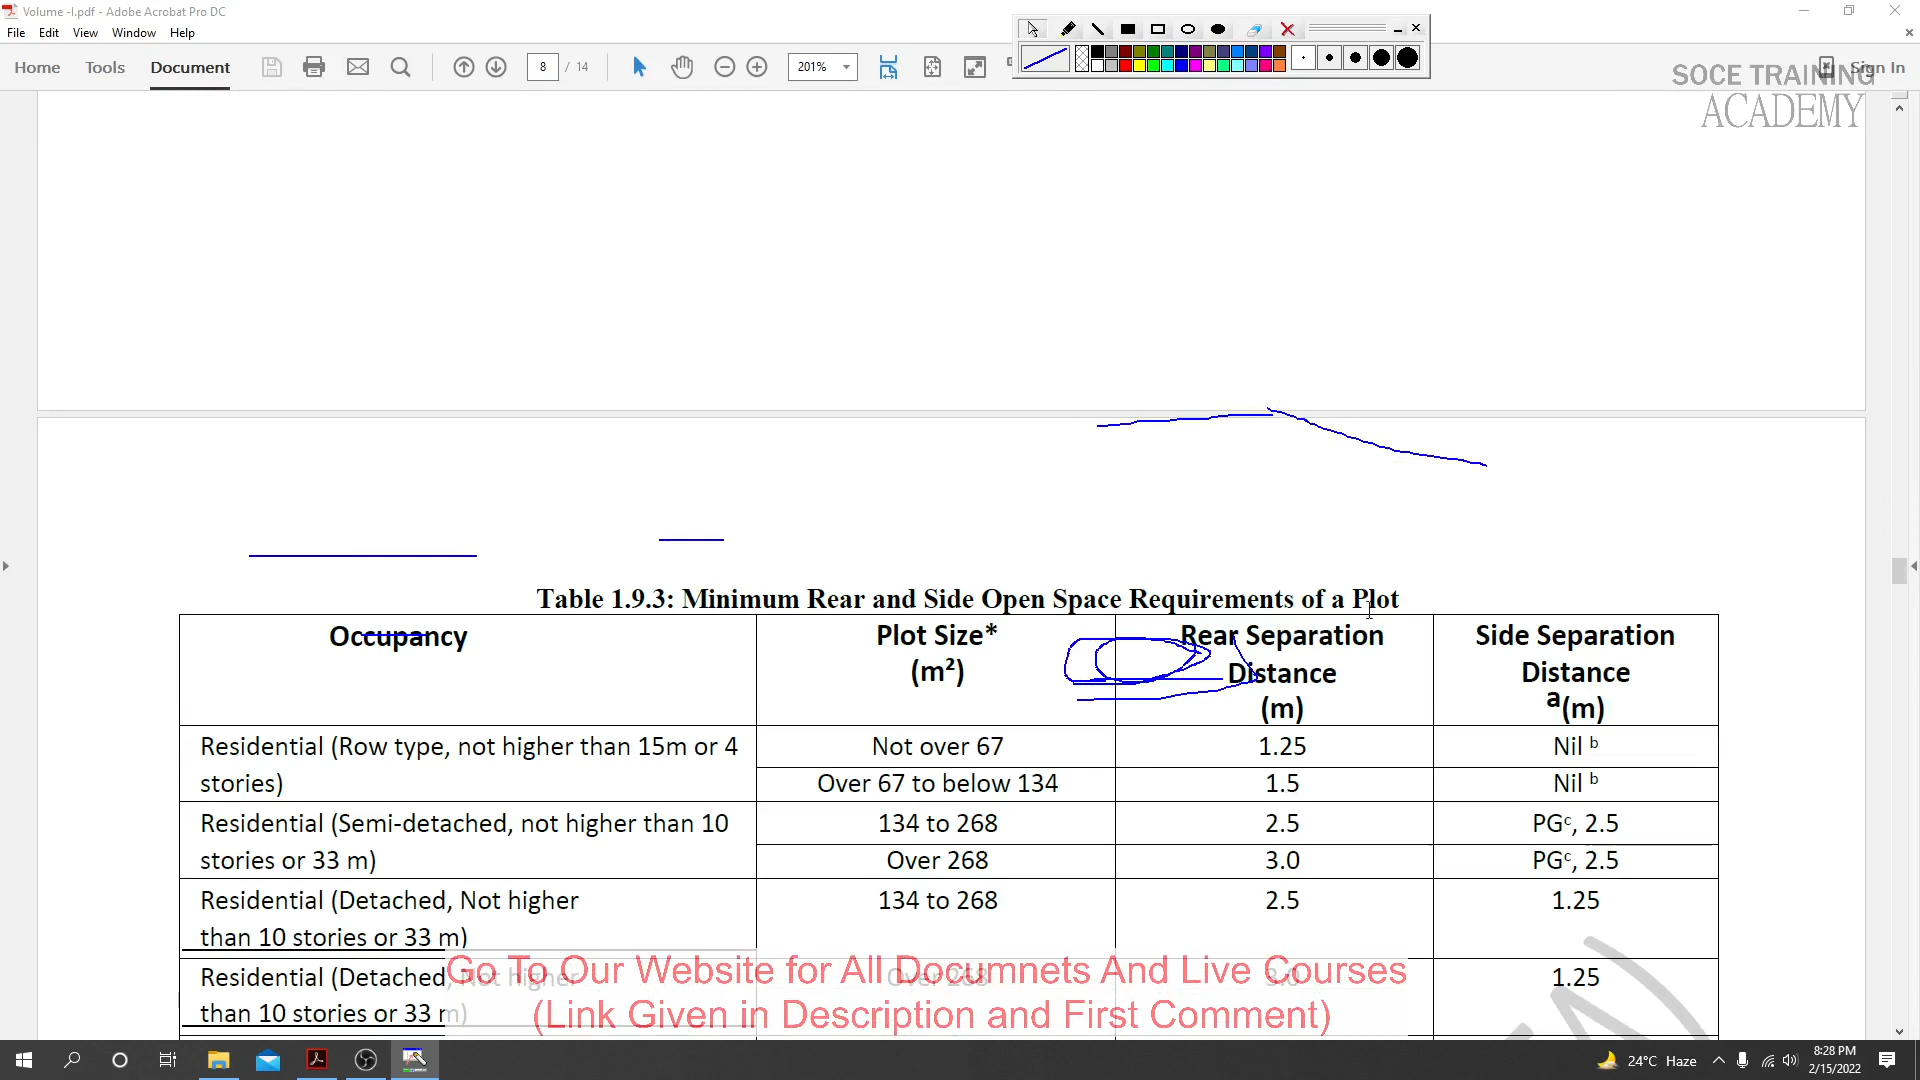 Volume -I.pdf - Adobe Acrobat Pro DC
File Edit View Window Help
Home Tools Document 8 / 14 201% Sign In
SOCE TRAINING
ACADEMY
Table 1.9.3: Minimum Rear and Side Open Space Requirements of a Plot
Occupancy Plot Size* (m²) Rear Separation Distance (m) Side Separation Distance a(m)
Residential (Row type, not higher than 15m or 4 stories) Not over 67 1.25 Nil b
Over 67 to below 134 1.5 Nil b
Residential (Semi-detached, not higher than 10 stories or 33 m) 134 to 268 2.5 PGc, 2.5
Over 268 3.0 PGc, 2.5
Residential (Detached, Not higher than 10 stories or 33 m) 134 to 268 2.5 1.25
Residential (Detached, Not higher than 10 stories or 33 m) Over 268 3.0 1.25
Go To Our Website for All Documnets And Live Courses
(Link Given in Description and First Comment)
24°C Haze
8:28 PM
2/15/2022